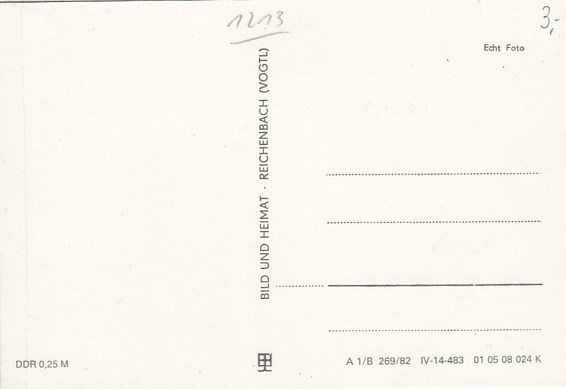 1213
3,-
Echt Foto
BILD UND HEIMAT · REICHENBACH (VOGTL)
DDR 0,25 M
A 1/B 269/82 IV-14-483 01 05 08 024 K